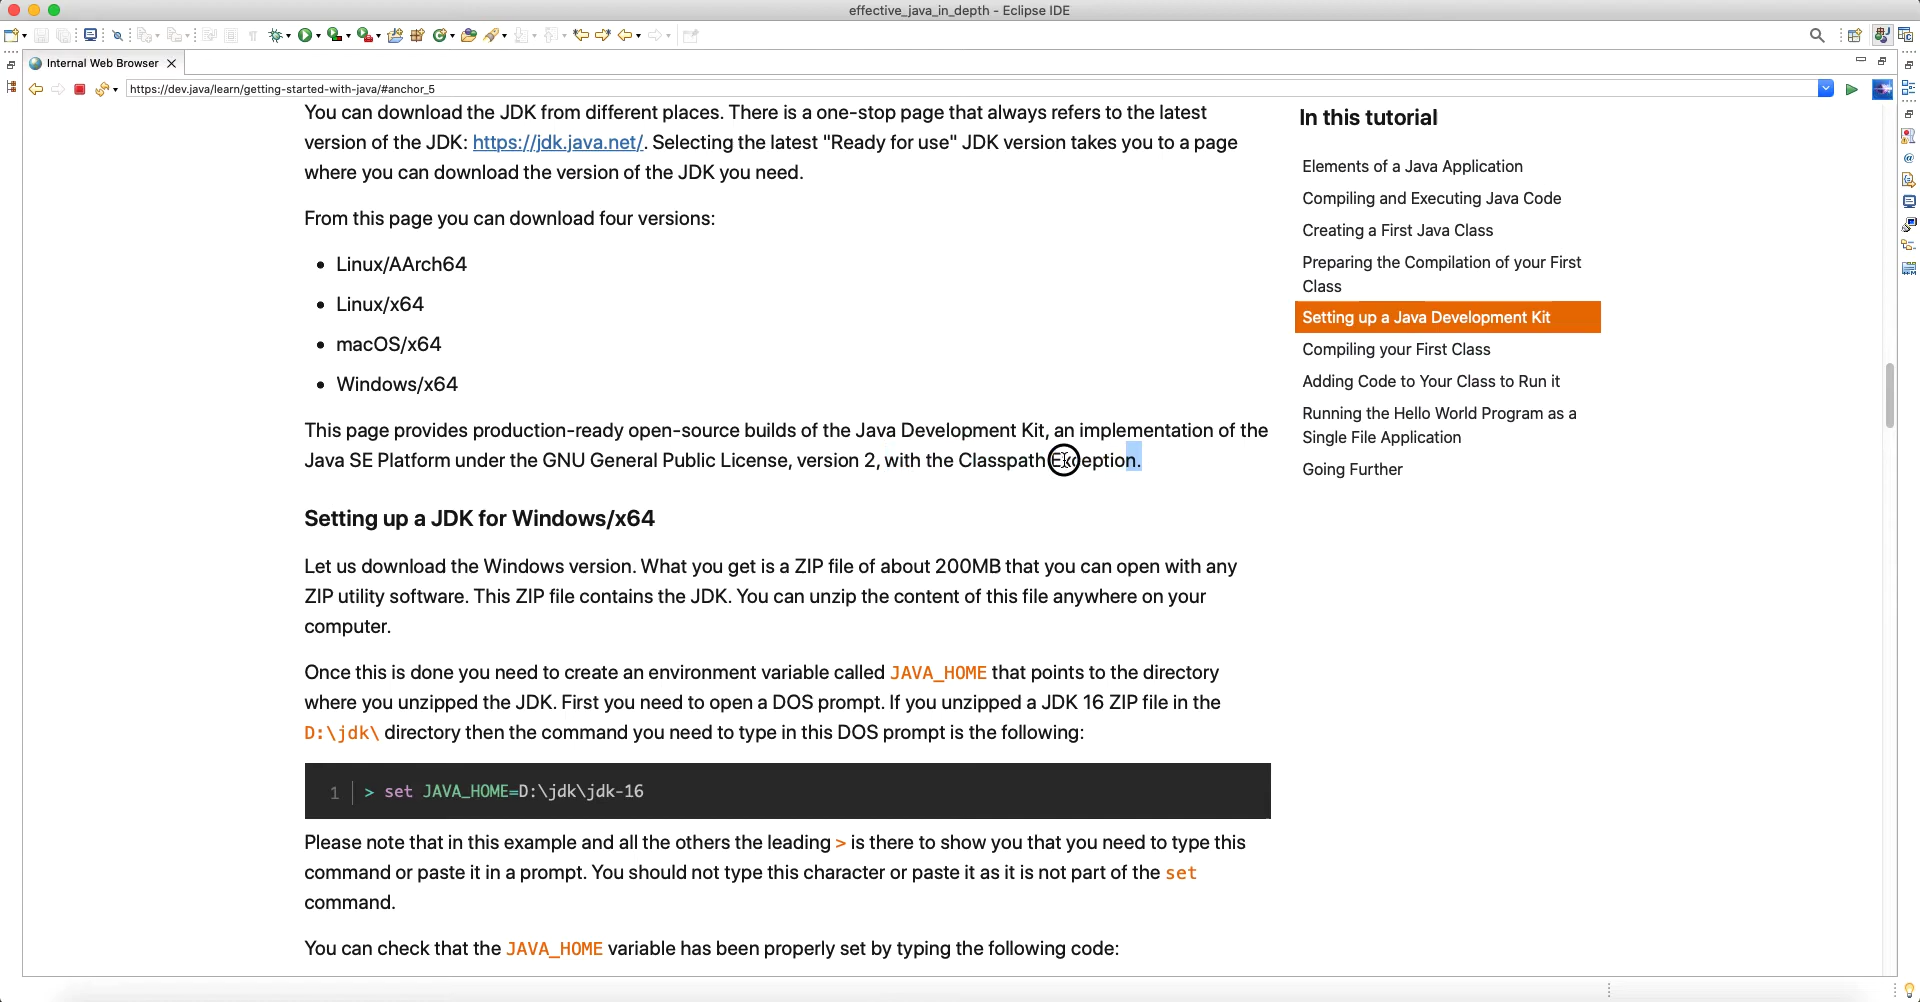 effective_java_in_depth - Eclipse IDE
Internal Web Browser
https://dev.java/learn/getting-started-with-java/#anchor_5
You can download the JDK from different places. There is a one-stop page that always refers to the latest
version of the JDK: https://jdk.java.net/. Selecting the latest "Ready for use" JDK version takes you to a page
where you can download the version of the JDK you need.
From this page you can download four versions:
• Linux/AArch64
• Linux/x64
• macOS/x64
• Windows/x64
This page provides production-ready open-source builds of the Java Development Kit, an implementation of the
Java SE Platform under the GNU General Public License, version 2, with the Classpath Exception.
Setting up a JDK for Windows/x64
Let us download the Windows version. What you get is a ZIP file of about 200MB that you can open with any
ZIP utility software. This ZIP file contains the JDK. You can unzip the content of this file anywhere on your
computer.
Once this is done you need to create an environment variable called JAVA_HOME that points to the directory
where you unzipped the JDK. First you need to open a DOS prompt. If you unzipped a JDK 16 ZIP file in the
D:\jdk\ directory then the command you need to type in this DOS prompt is the following:
1 > set JAVA_HOME=D:\jdk\jdk-16
Please note that in this example and all the others the leading > is there to show you that you need to type this
command or paste it in a prompt. You should not type this character or paste it as it is not part of the set
command.
You can check that the JAVA_HOME variable has been properly set by typing the following code:
In this tutorial
Elements of a Java Application
Compiling and Executing Java Code
Creating a First Java Class
Preparing the Compilation of your First
Class
Setting up a Java Development Kit
Compiling your First Class
Adding Code to Your Class to Run it
Running the Hello World Program as a
Single File Application
Going Further